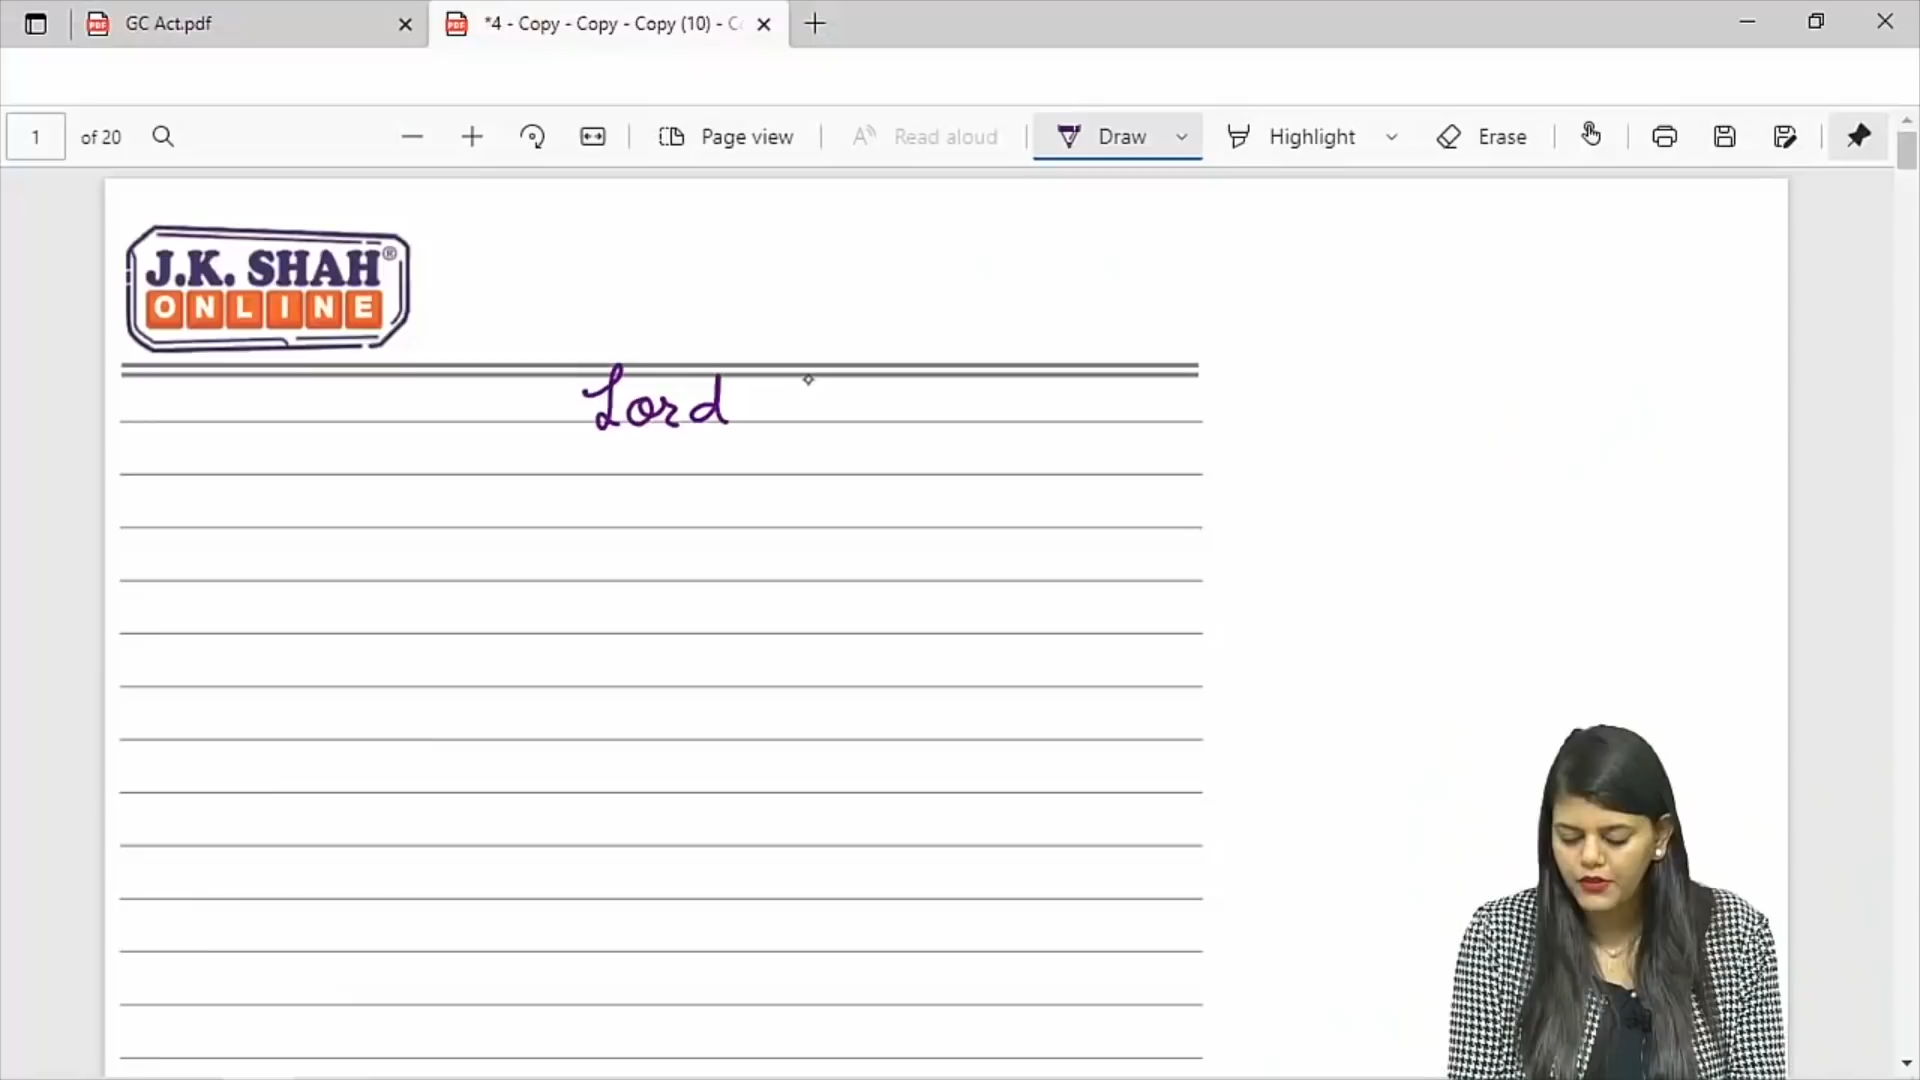 GC Act.pdf
*4 - Copy - Copy - Copy (10) - C
1 of 20 Page view Read aloud Draw Highlight Erase
J.K. SHAH®
ONLINE
Lord